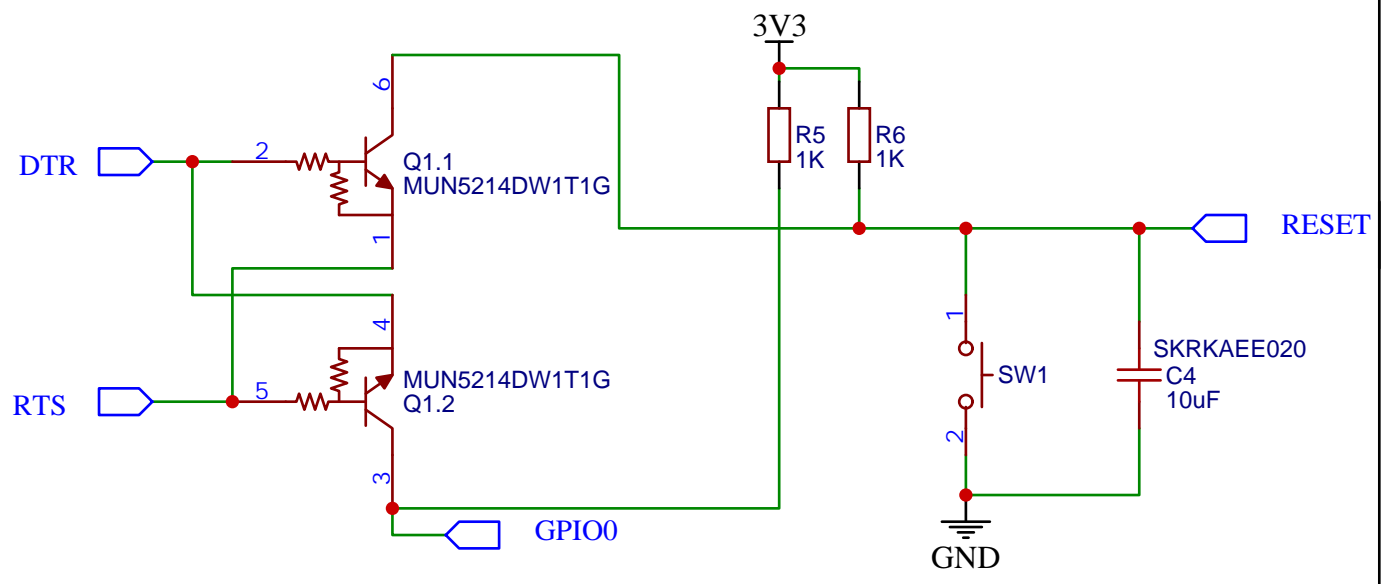 3V3
6
DTR
2
Q1.1
MUN5214DW1T1G
1
R5
1K
R6
1K
RESET
4
MUN5214DW1T1G
Q1.2
RTS
5
3
GPIO0
1
SW1
2
SKRKAEE020
C4
10uF
GND